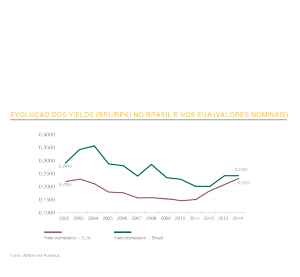 EVOLUÇÃO DOS YIELDS (BRL/RPK) NO BRASIL E NOS EUA (VALORES NOMINAIS)
0,4000
0,3500
0,3000
0,2500
0,2000
0,1500
0,1000
2002 2003 2004 2005 2006 2007 2008 2009 2010 2011 2012 2013 2014
Yield doméstico – EUA
Yield doméstico – Brasil
Fonte: Airlines for America